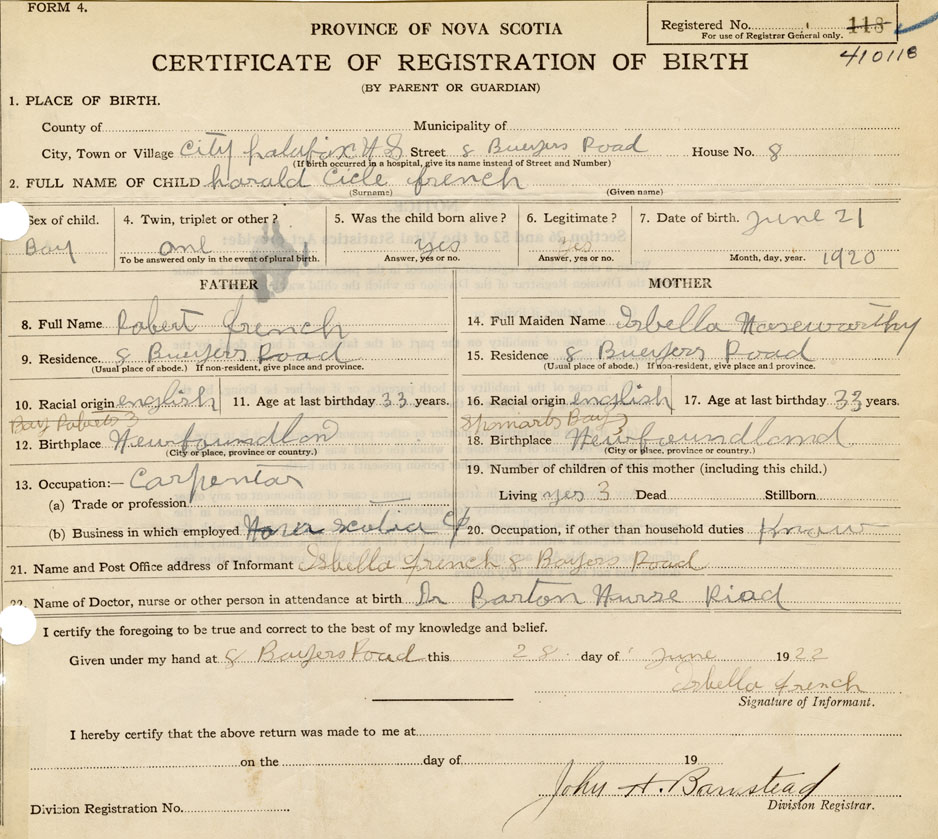 FORM 4.
Registered No. 118
For use of Registrar General only.
410118
PROVINCE OF NOVA SCOTIA
CERTIFICATE OF REGISTRATION OF BIRTH
(BY PARENT OR GUARDIAN)
1. PLACE OF BIRTH.
County of Municipality of
City, Town or Village City halafax N S Street 8 Bueyers Road House No. 8
(If birth occurred in a hospital, give its name instead of Street and Number)
2. FULL NAME OF CHILD harald Cicle french
(Surname) (Given name)
Sex of child. 4. Twin, triplet or other? 5. Was the child born alive? 6. Legitimate? 7. Date of birth. June 21
Boy one yes yes
To be answered only in the event of plural birth. Answer, yes or no. Answer, yes or no. Month, day, year. 1920
FATHER MOTHER
8. Full Name Robert french 14. Full Maiden Name Isbella Noseworthy
9. Residence. 8 Bueyers Road 15. Residence 8 Bueyers Road
(Usual place of abode.) If non-resident, give place and province. (Usual place of abode.) If non-resident, give place and province.
10. Racial origin english 11. Age at last birthday 33 years. 16. Racial origin english 17. Age at last birthday 33 years.
Bay Roberts Bay
12. Birthplace Newfoundland 18. Birthplace Newfoundland
(City or place, province or country.) (City or place, province or country.)
13. Occupation:— Carpentar 19. Number of children of this mother (including this child.)
(a) Trade or profession Living yes 3 Dead Stillborn
(b) Business in which employed Nova Scotia 20. Occupation, if other than household duties Know
21. Name and Post Office address of Informant Isbella french 8 Bayers Road
22. Name of Doctor, nurse or other person in attendance at birth Dr Barton Nurse Riad
I certify the foregoing to be true and correct to the best of my knowledge and belief.
Given under my hand at 8 Bayers Road this 28 day of June 1922
Isbella french
Signature of Informant.
I hereby certify that the above return was made to me at
on the day of 19
John H. Barnstead
Division Registration No. Division Registrar.